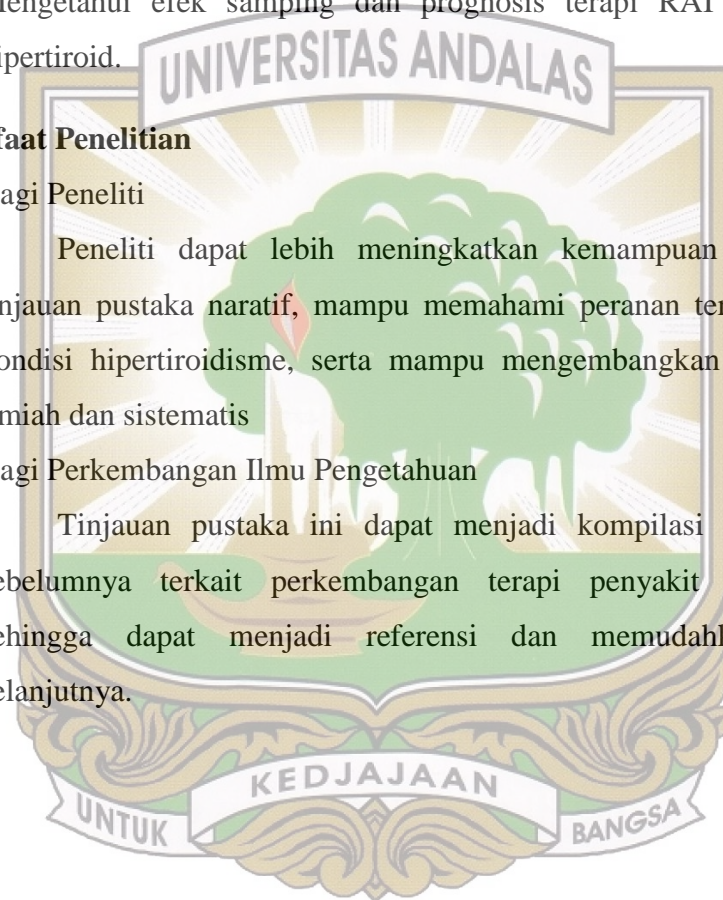 Mengetahui efek samping dan prognosis terapi RAI
ipertiroid.
UNIVERSITAS ANDALAS
faat Penelitian
agi Peneliti
Peneliti dapat lebih meningkatkan kemampuan
njauan pustaka naratif, mampu memahami peranan ter
ondisi hipertiroidisme, serta mampu mengembangkan
miah dan sistematis
agi Perkembangan Ilmu Pengetahuan
Tinjauan pustaka ini dapat menjadi kompilasi
ebelumnya terkait perkembangan terapi penyakit
ehingga dapat menjadi referensi dan memudahk
elanjutnya.
UNTUK KEDJAJAAN BANGSA